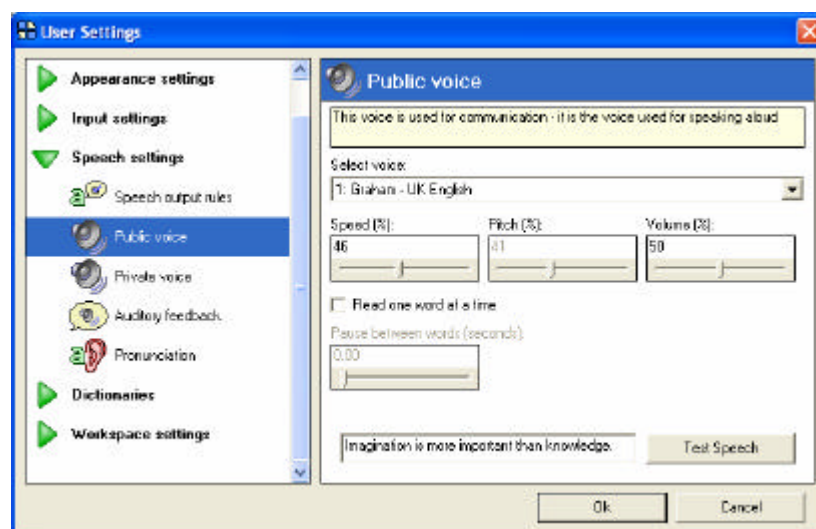 User Settings
Appearance settings
Input settings
Speech settings
Speech output rules
Public voice
Private voice
Auditory feedback
Pronunciation
Dictionaries
Workspace settings
Public voice
This voice is used for communication - it is the voice used for speaking aloud
Select voice:
1: Graham - UK English
Speed (%): Pitch (%): Volume (%):
46 41 50
Read one word at a time
Pause between words (seconds):
0.00
Imagination is more important than knowledge. Test Speech
Ok Cancel